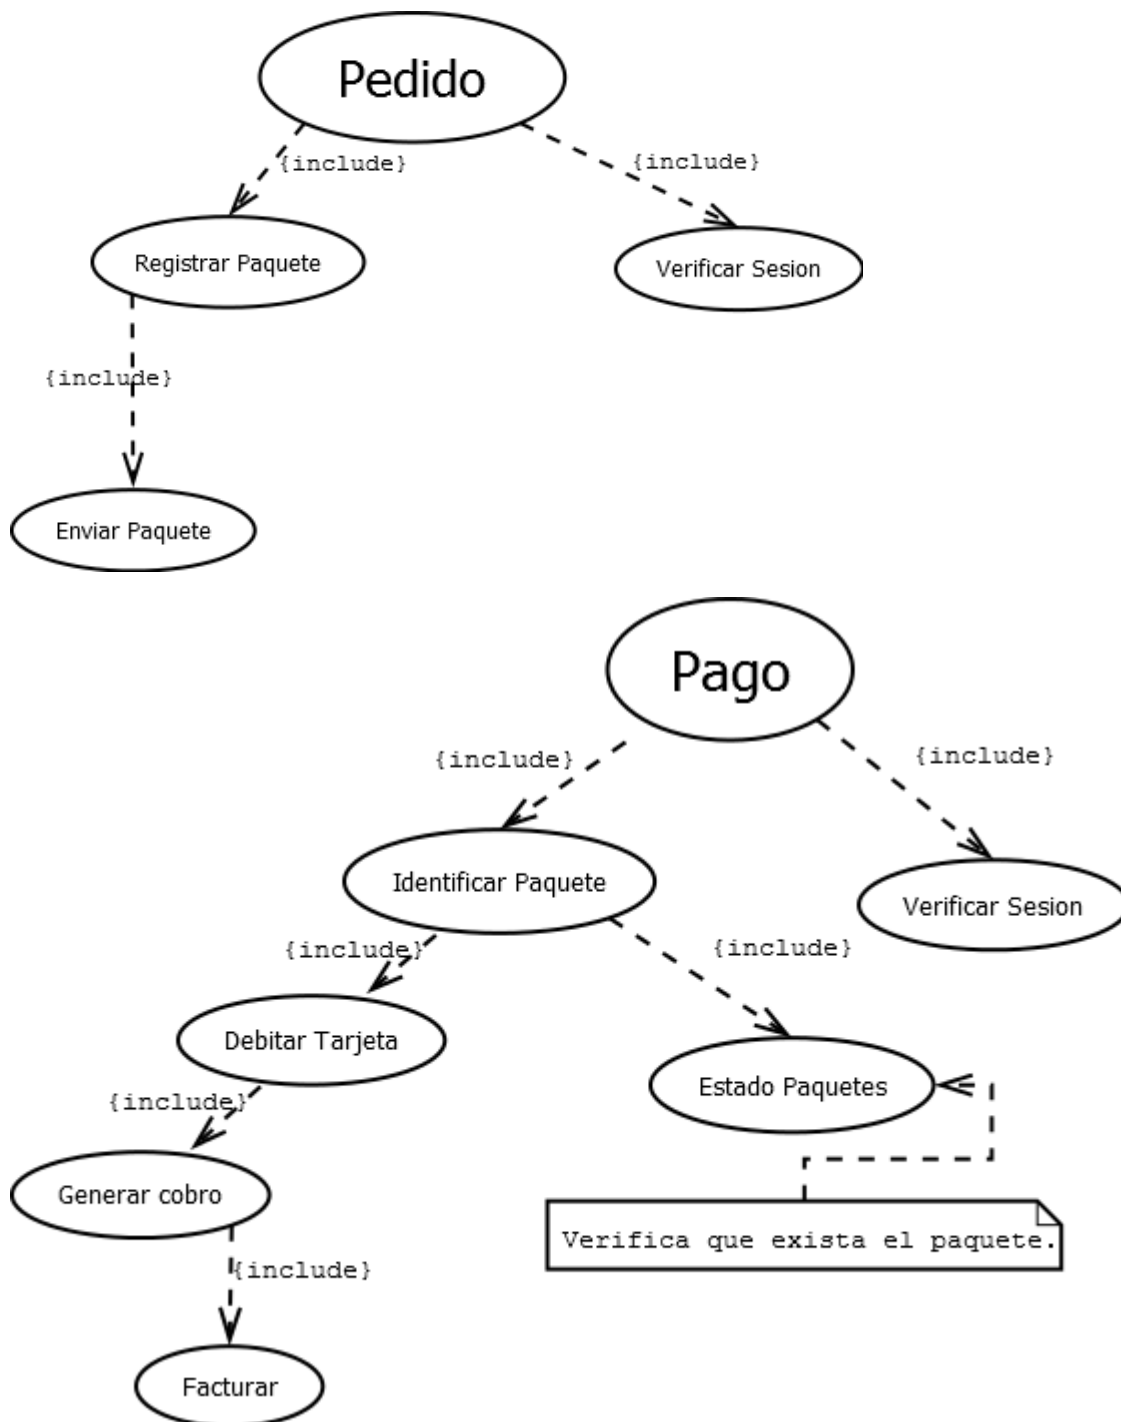 Pedido
{include}
{include}
Registrar Paquete
Verificar Sesion
{include}
Enviar Paquete
Pago
{include}
{include}
Identificar Paquete
Verificar Sesion
{include}
{include}
Debitar Tarjeta
Estado Paquetes
{include}
Generar cobro
Verifica que exista el paquete.
{include}
Facturar